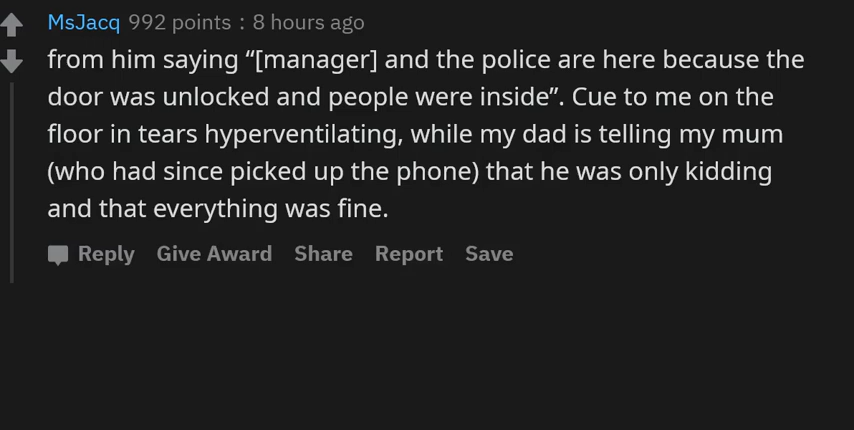 MsJacq 992 points : 8 hours ago
from him saying “[manager] and the police are here because the
door was unlocked and people were inside”. Cue to me on the
floor in tears hyperventilating, while my dad is telling my mum
(who had since picked up the phone) that he was only kidding
and that everything was fine.
Reply Give Award Share Report Save